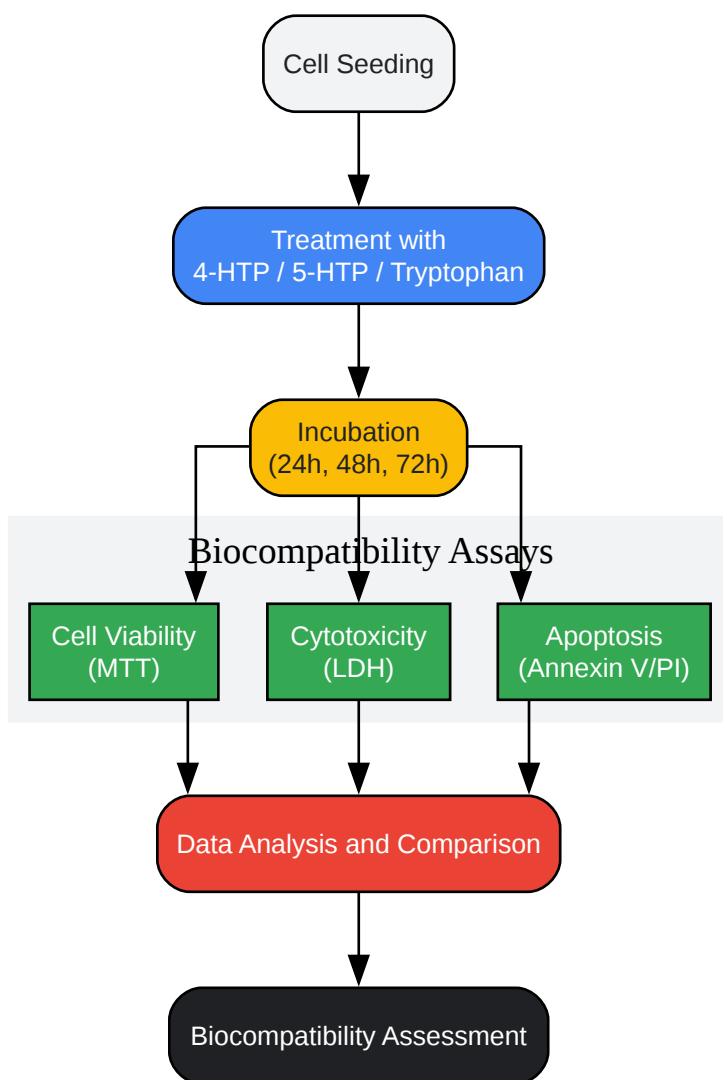 Cell Seeding
Treatment with
4-HTP / 5-HTP / Tryptophan
Incubation
(24h, 48h, 72h)
Biocompatibility Assays
Cell Viability
(MTT)
Cytotoxicity
(LDH)
Apoptosis
(Annexin V/PI)
Data Analysis and Comparison
Biocompatibility Assessment